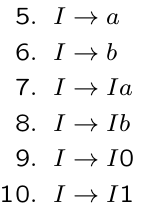 5. I → a
6. I → b
7. I → Ia
8. I → Ib
9. I → I0
10. I → I1